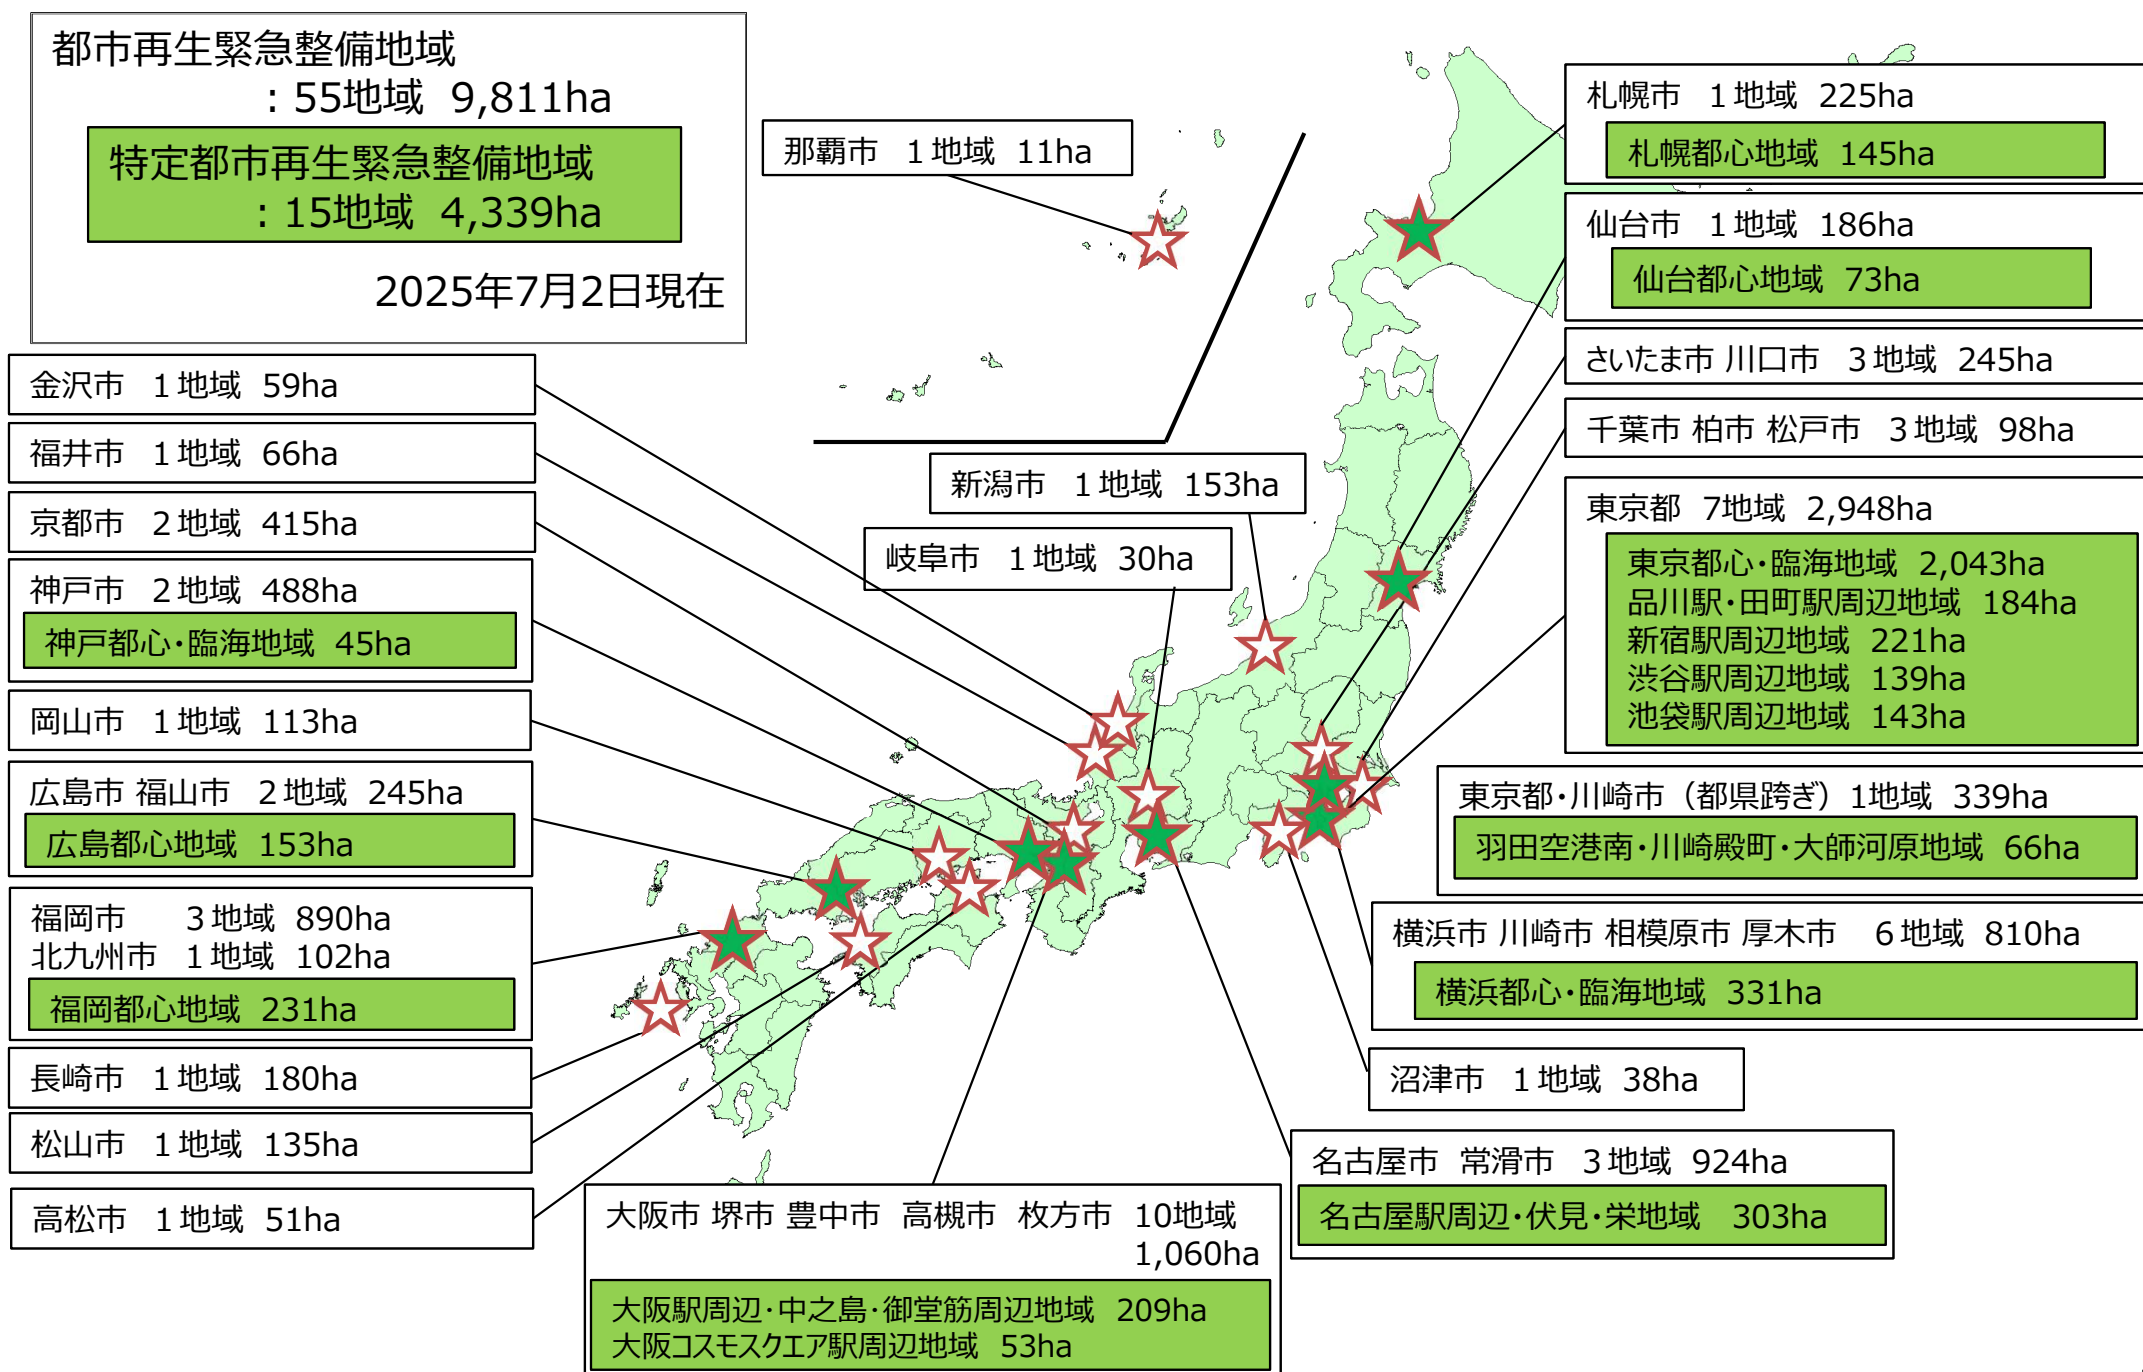 都市再生緊急整備地域
：55地域 9,811ha
特定都市再生緊急整備地域
：15地域 4,339ha
2025年7月2日現在
那覇市 1地域 11ha
札幌市 1地域 225ha
札幌都心地域 145ha
仙台市 1地域 186ha
仙台都心地域 73ha
さいたま市 川口市 3地域 245ha
千葉市 柏市 松戸市 3地域 98ha
東京都 7地域 2,948ha
東京都心・臨海地域 2,043ha
品川駅・田町駅周辺地域 184ha
新宿駅周辺地域 221ha
渋谷駅周辺地域 139ha
池袋駅周辺地域 143ha
東京都・川崎市（都県跨ぎ）1地域 339ha
羽田空港南・川崎殿町・大師河原地域 66ha
横浜市 川崎市 相模原市 厚木市 6地域 810ha
横浜都心・臨海地域 331ha
沼津市 1地域 38ha
名古屋市 常滑市 3地域 924ha
名古屋駅周辺・伏見・栄地域 303ha
新潟市 1地域 153ha
岐阜市 1地域 30ha
金沢市 1地域 59ha
福井市 1地域 66ha
京都市 2地域 415ha
神戸市 2地域 488ha
神戸都心・臨海地域 45ha
岡山市 1地域 113ha
広島市 福山市 2地域 245ha
広島都心地域 153ha
福岡市 3地域 890ha
北九州市 1地域 102ha
福岡都心地域 231ha
長崎市 1地域 180ha
松山市 1地域 135ha
高松市 1地域 51ha
大阪市 堺市 豊中市 高槻市 枚方市 10地域
1,060ha
大阪駅周辺・中之島・御堂筋周辺地域 209ha
大阪コスモスクエア駅周辺地域 53ha